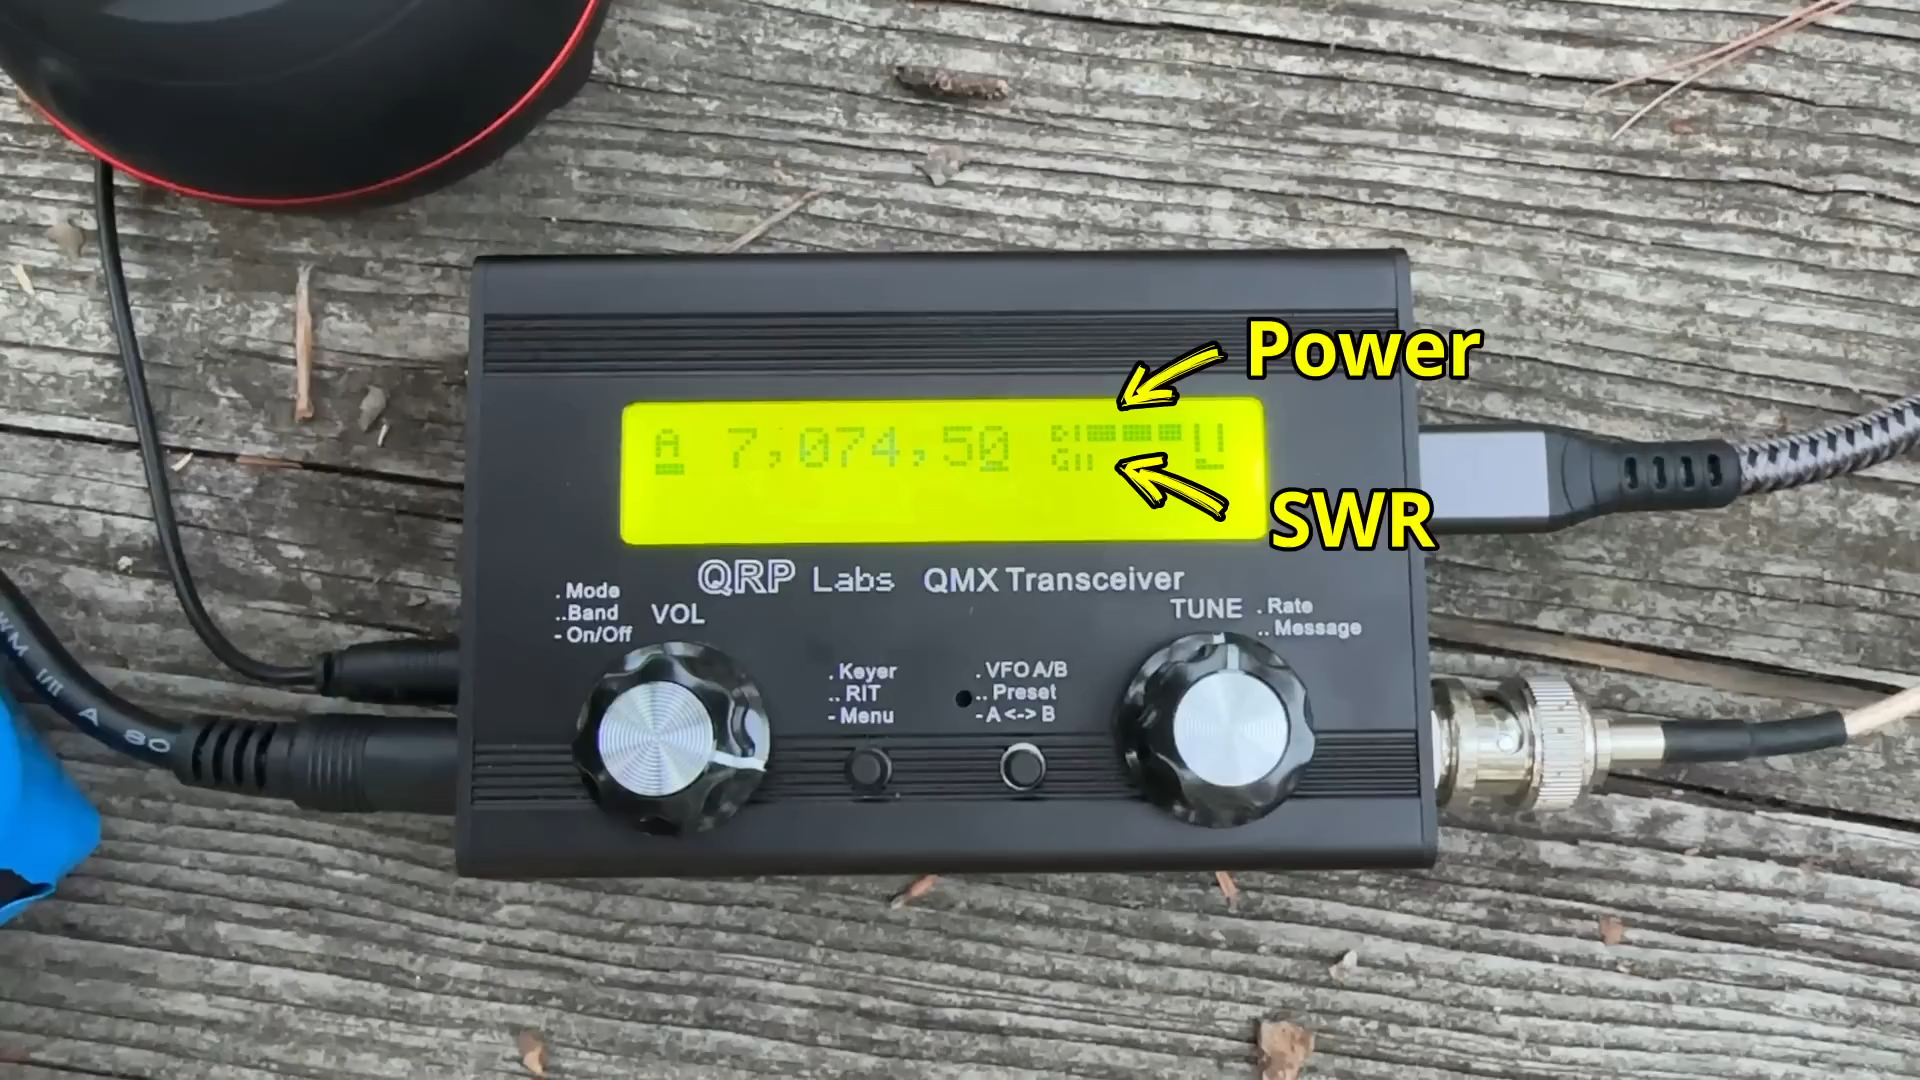 Power
A 7,074,50
SWR
QRP Labs QMX Transceiver
. Mode
.. Band
- On/Off
VOL
TUNE
. Rate
.. Message
. Keyer
.. RIT
- Menu
. VFO A/B
.. Preset
- A <-> B
A
80